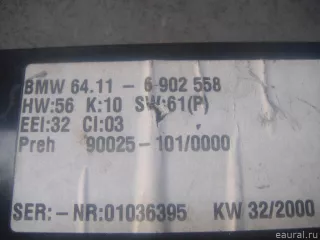 BMW 64.11 - 6 902 558
HW:56 K:10 SW:61(P)
EEI:32 CI:03
Preh 90025-101/0000
SER:-NR:01036395 KW 32/2000
eaural.ru